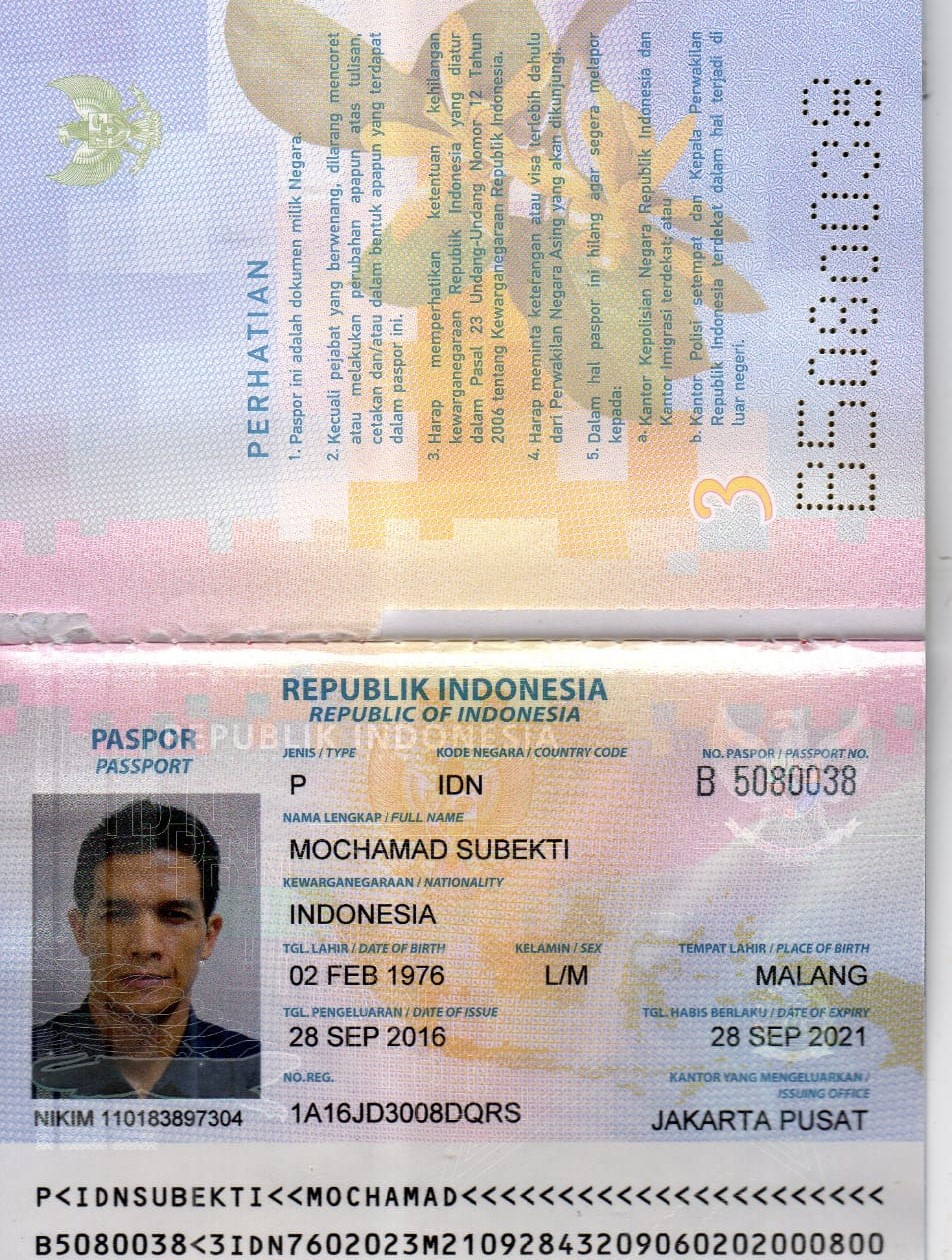 PERHATIAN
1. Paspor ini adalah dokumen milik Negara.
2. Kecuali pejabat yang berwenang, dilarang mencoret
atau melakukan perubahan apapun atas tulisan,
cetakan dan/atau dalam bentuk apapun yang terdapat
dalam paspor ini.
3. Harap memperhatikan ketentuan kehilangan
kewarganegaraan Republik Indonesia yang diatur
dalam Pasal 23 Undang-Undang Nomor 12 Tahun
2006 tentang Kewarganegaraan Republik Indonesia.
4. Harap meminta keterangan atau visa terlebih dahulu
dari Perwakilan Negara Asing yang akan dikunjungi.
5. Dalam hal paspor ini hilang agar segera melapor
kepada:
a. Kantor Kepolisian Negara Republik Indonesia dan
Kantor Imigrasi terdekat; atau
b. Kantor Polisi setempat dan Kepala Perwakilan
Republik Indonesia terdekat dalam hal terjadi di
luar negeri.
3
B5080038
REPUBLIK INDONESIA
REPUBLIC OF INDONESIA
REPUBLIK INDONESIA
PASPOR
PASSPORT
JENIS / TYPE KODE NEGARA / COUNTRY CODE NO. PASPOR / PASSPORT NO.
P IDN B 5080038
NAMA LENGKAP / FULL NAME
MOCHAMAD SUBEKTI
KEWARGANEGARAAN / NATIONALITY
INDONESIA
TGL. LAHIR / DATE OF BIRTH KELAMIN / SEX TEMPAT LAHIR / PLACE OF BIRTH
02 FEB 1976 L/M MALANG
TGL. PENGELUARAN / DATE OF ISSUE TGL. HABIS BERLAKU / DATE OF EXPIRY
28 SEP 2016 28 SEP 2021
NO.REG. KANTOR YANG MENGELUARKAN /
ISSUING OFFICE
1A16JD3008DQRS JAKARTA PUSAT
NIKIM 110183897304
P<IDNSUBEKTI<<MOCHAMAD<<<<<<<<<<<<<<<<<<<<<<
B5080038<3IDN7602023M2109284320906020200​0800